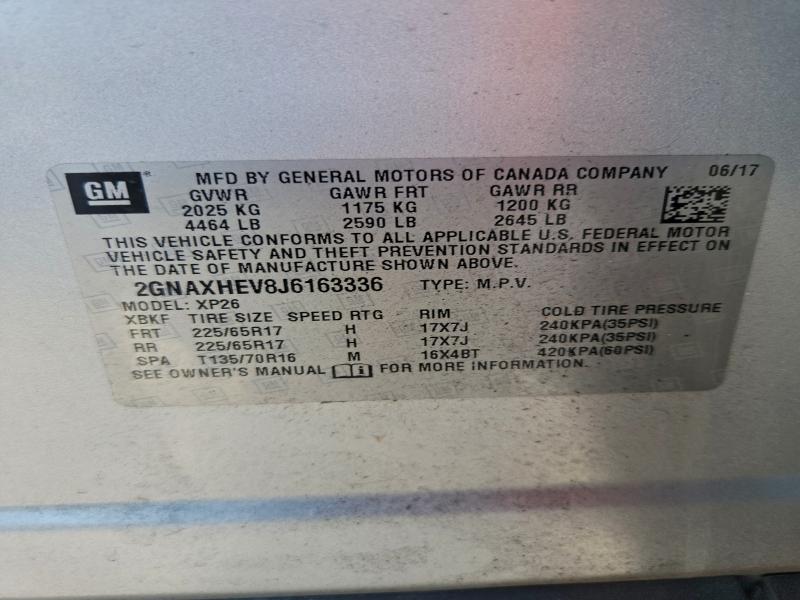 GM MFD BY GENERAL MOTORS OF CANADA COMPANY 06/17
GVWR GAWR FRT GAWR RR
2025 KG 1175 KG 1200 KG
4464 LB 2590 LB 2645 LB
THIS VEHICLE CONFORMS TO ALL APPLICABLE U.S. FEDERAL MOTOR
VEHICLE SAFETY AND THEFT PREVENTION STANDARDS IN EFFECT ON
THE DATE OF MANUFACTURE SHOWN ABOVE.
2GNAXHEV8J6163336 TYPE: M.P.V.
MODEL: XP26
XBKF TIRE SIZE SPEED RTG RIM COLD TIRE PRESSURE
FRT 225/65R17 H 17X7J 240KPA(35PSI)
RR 225/65R17 H 17X7J 240KPA(35PSI)
SPA T135/70R16 M 16X4BT 420KPA(60PSI)
SEE OWNER'S MANUAL FOR MORE INFORMATION.